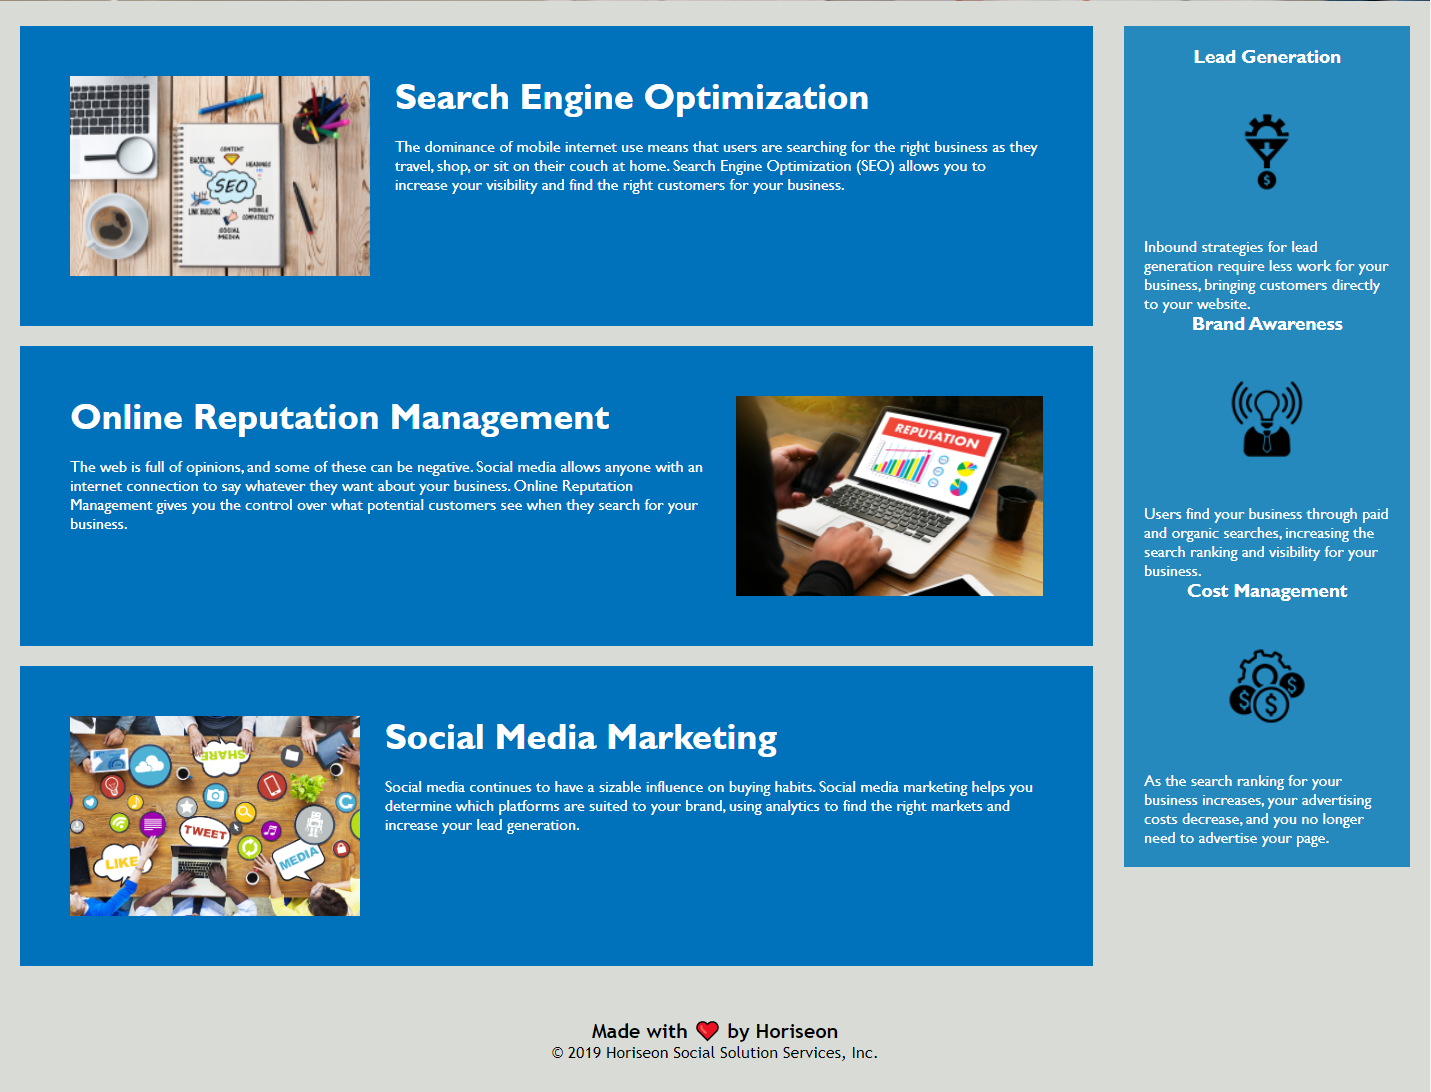 Search Engine Optimization
The dominance of mobile internet use means that users are searching for the right business as they
travel, shop, or sit on their couch at home. Search Engine Optimization (SEO) allows you to
increase your visibility and find the right customers for your business.
CONTENT
BACKLINK
HEADINGS
SEO
LINK BUILDING
MOBILE
COMPATIBILITY
SOCIAL
MEDIA
Online Reputation Management
The web is full of opinions, and some of these can be negative. Social media allows anyone with an
internet connection to say whatever they want about your business. Online Reputation
Management gives you the control over what potential customers see when they search for your
business.
REPUTATION
Social Media Marketing
Social media continues to have a sizable influence on buying habits. Social media marketing helps you
determine which platforms are suited to your brand, using analytics to find the right markets and
increase your lead generation.
SHARE
TWEET
LIKE
MEDIA
Lead Generation
$
Inbound strategies for lead
generation require less work for your
business, bringing customers directly
to your website.
Brand Awareness
Users find your business through paid
and organic searches, increasing the
search ranking and visibility for your
business.
Cost Management
$ $ $
As the search ranking for your
business increases, your advertising
costs decrease, and you no longer
need to advertise your page.
Made with ❤️ by Horiseon
© 2019 Horiseon Social Solution Services, Inc.